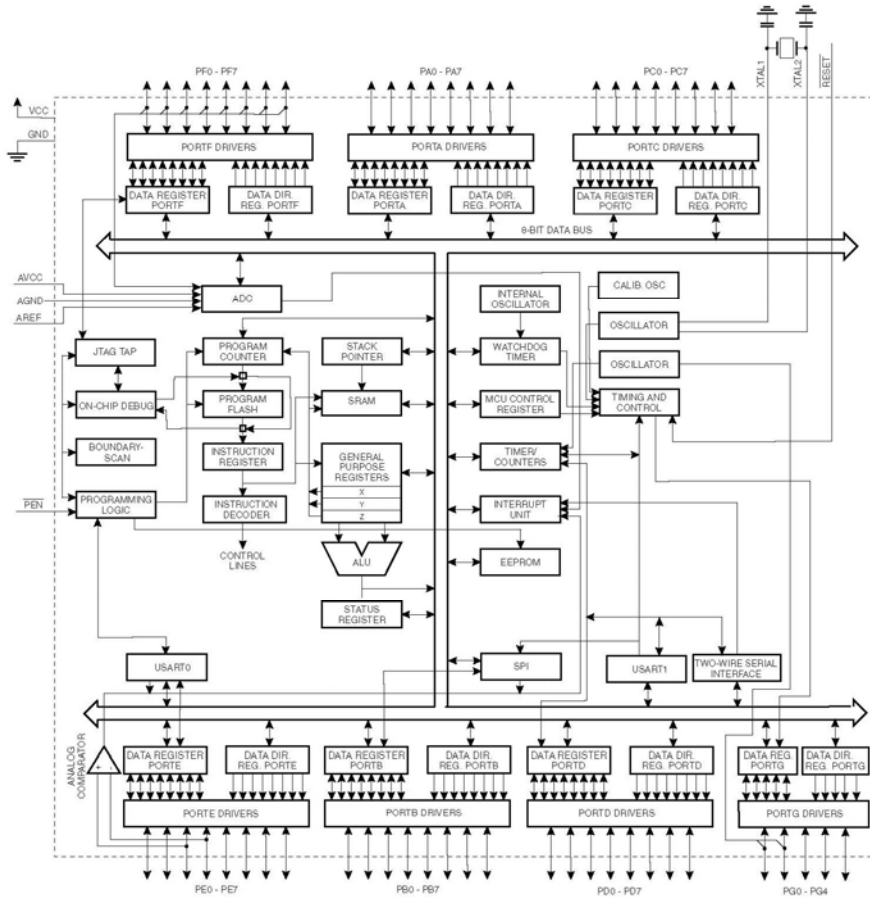 XTAL1
XTAL2
RESET
PF0 - PF7
PA0 - PA7
PC0 - PC7
VCC
GND
PORTF DRIVERS
PORTA DRIVERS
PORTC DRIVERS
DATA REGISTER
PORTF
DATA DIR.
REG. PORTF
DATA REGISTER
PORTA
DATA DIR.
REG. PORTA
DATA REGISTER
PORTC
DATA DIR.
REG. PORTC
8-BIT DATA BUS
AVCC
AGND
AREF
ADC
INTERNAL
OSCILLATOR
CALIB. OSC
OSCILLATOR
JTAG TAP
PROGRAM
COUNTER
STACK
POINTER
WATCHDOG
TIMER
OSCILLATOR
ON-CHIP DEBUG
PROGRAM
FLASH
SRAM
MCU CONTROL
REGISTER
TIMING AND
CONTROL
BOUNDARY-
SCAN
INSTRUCTION
REGISTER
GENERAL
PURPOSE
REGISTERS
X
Y
Z
TIMER/
COUNTERS
PEN
PROGRAMMING
LOGIC
INSTRUCTION
DECODER
INTERRUPT
UNIT
CONTROL
LINES
ALU
EEPROM
STATUS
REGISTER
USART0
SPI
USART1
TWO-WIRE SERIAL
INTERFACE
ANALOG
COMPARATOR
+ -
DATA REGISTER
PORTE
DATA DIR.
REG. PORTE
DATA REGISTER
PORTB
DATA DIR.
REG. PORTB
DATA REGISTER
PORTD
DATA DIR.
REG. PORTD
DATA REG.
PORTG
DATA DIR.
REG. PORTG
PORTE DRIVERS
PORTB DRIVERS
PORTD DRIVERS
PORTG DRIVERS
PE0 - PE7
PB0 - PB7
PD0 - PD7
PG0 - PG4